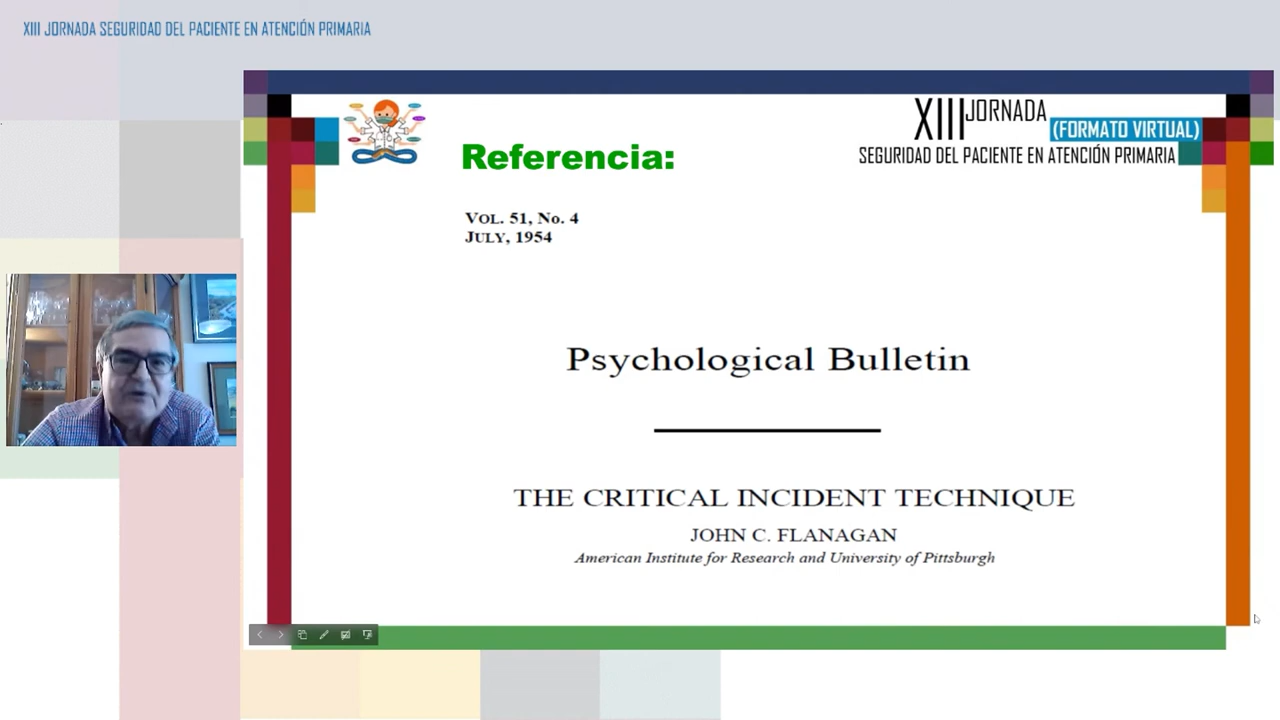 XIII JORNADA SEGURIDAD DEL PACIENTE EN ATENCIÓN PRIMARIA
XIII JORNADA
(FORMATO VIRTUAL)
SEGURIDAD DEL PACIENTE EN ATENCIÓN PRIMARIA
Referencia:
VOL. 51, No. 4
JULY, 1954
Psychological Bulletin
THE CRITICAL INCIDENT TECHNIQUE
JOHN C. FLANAGAN
American Institute for Research and University of Pittsburgh